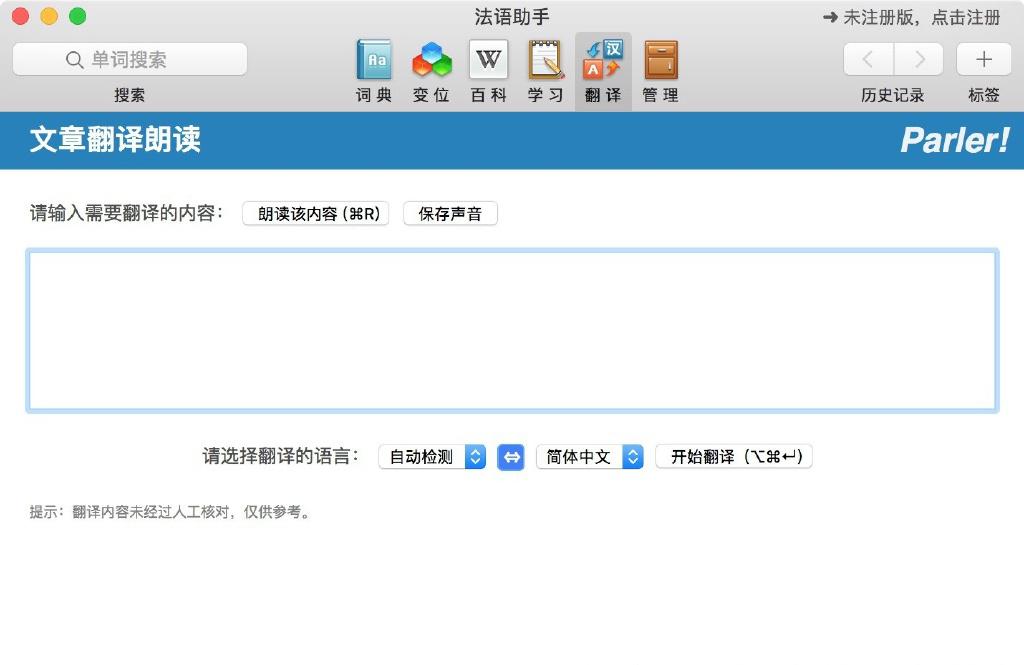 法语助手
➔ 未注册版，点击注册
单词搜索
搜索
Aa
W
汉
A
词典
变位
百科
学习
翻译
管理
历史记录
标签
文章翻译朗读
Parler!
请输入需要翻译的内容： 朗读该内容 (⌘R) 保存声音
请选择翻译的语言： 自动检测 简体中文 开始翻译 (⌥⌘↩)
提示：翻译内容未经过人工核对，仅供参考。